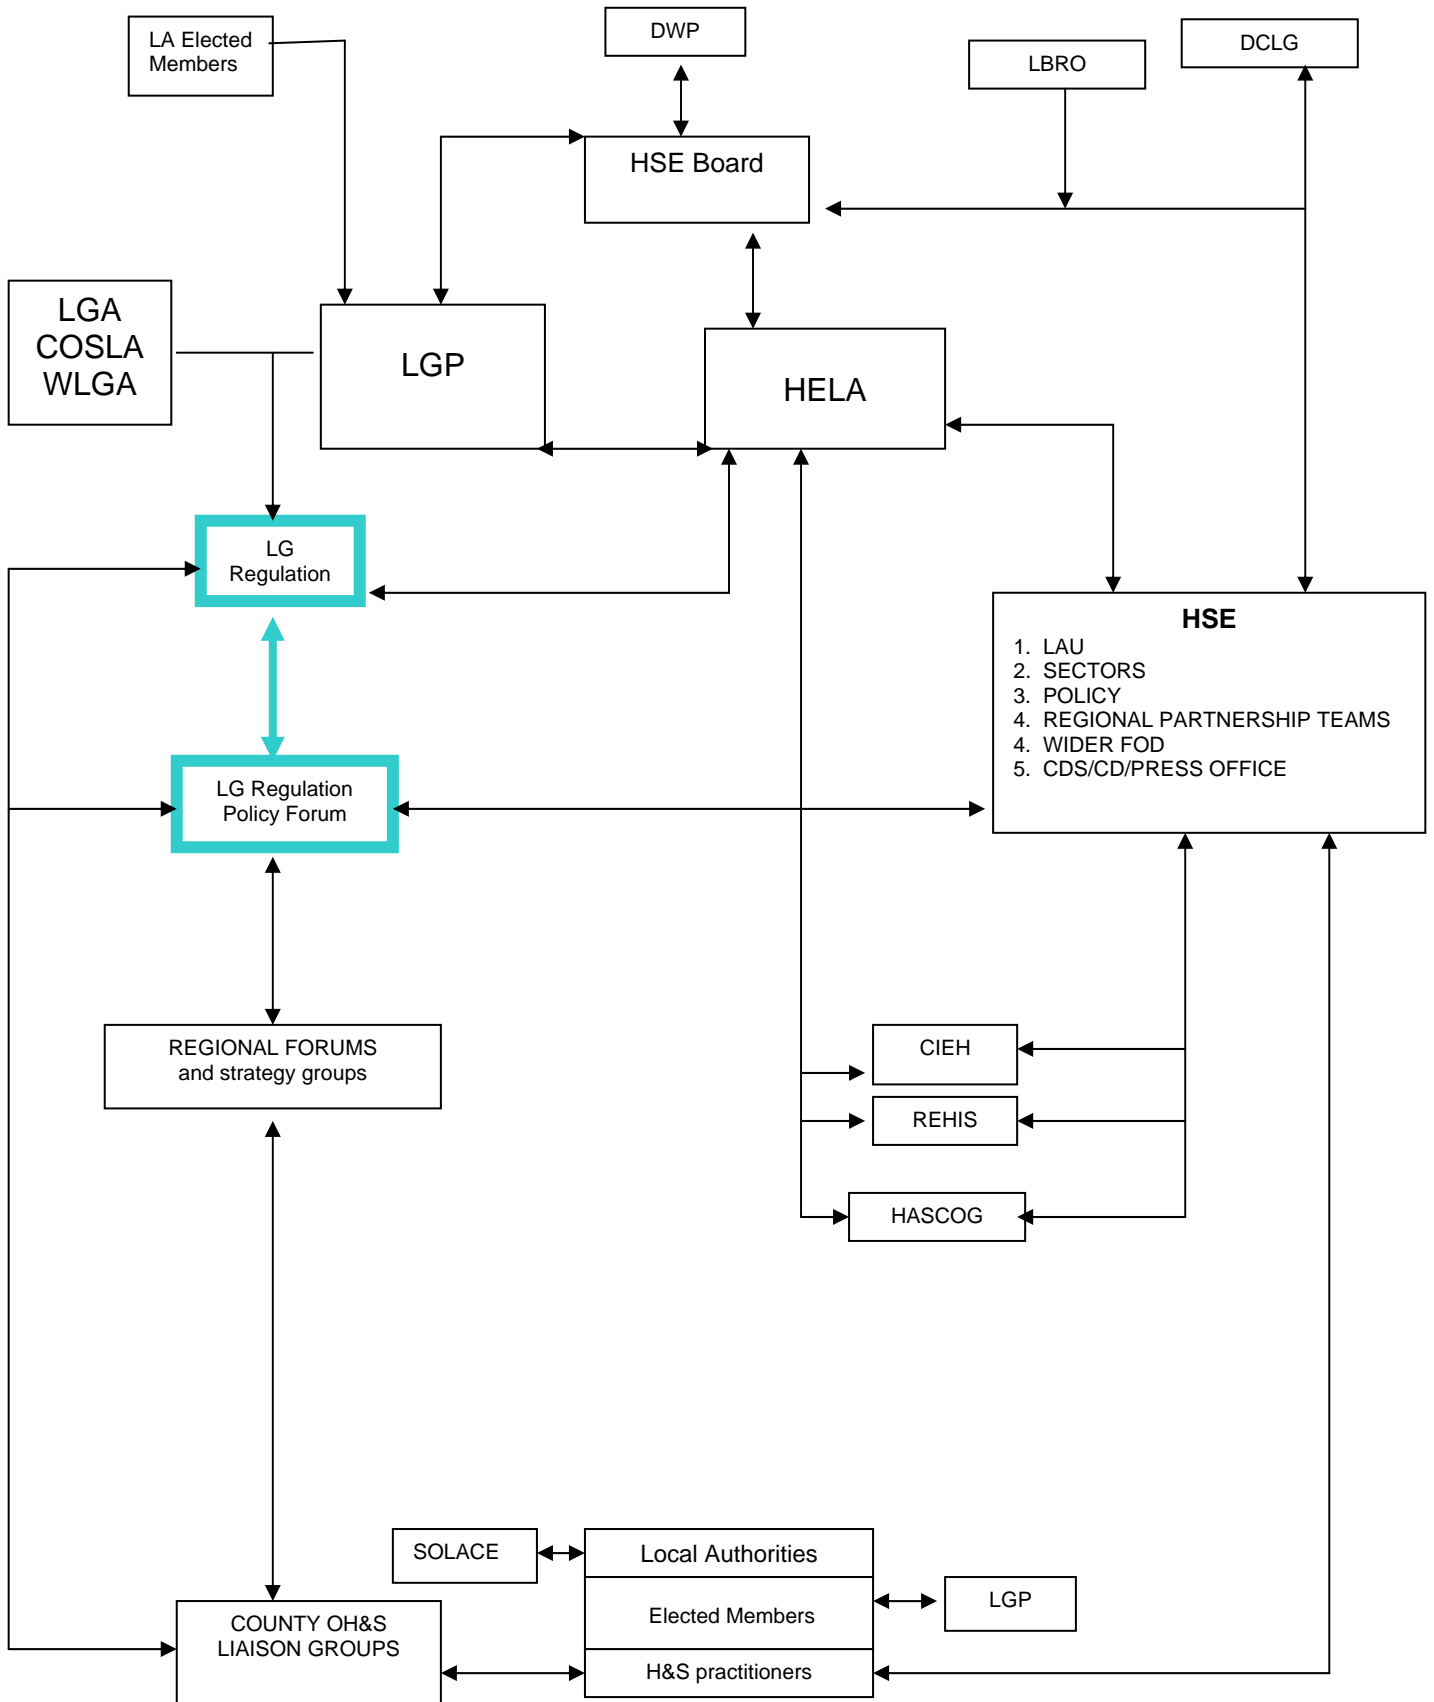 LA Elected
Members
DWP
LBRO
DCLG
HSE Board
LGA
COSLA
WLGA
LGP
HELA
LG
Regulation
HSE
1. LAU
2. SECTORS
3. POLICY
4. REGIONAL PARTNERSHIP TEAMS
4. WIDER FOD
5. CDS/CD/PRESS OFFICE
LG Regulation
Policy Forum
REGIONAL FORUMS
and strategy groups
CIEH
REHIS
HASCOG
SOLACE
Local Authorities
Elected Members
LGP
COUNTY OH&S
LIAISON GROUPS
H&S practitioners